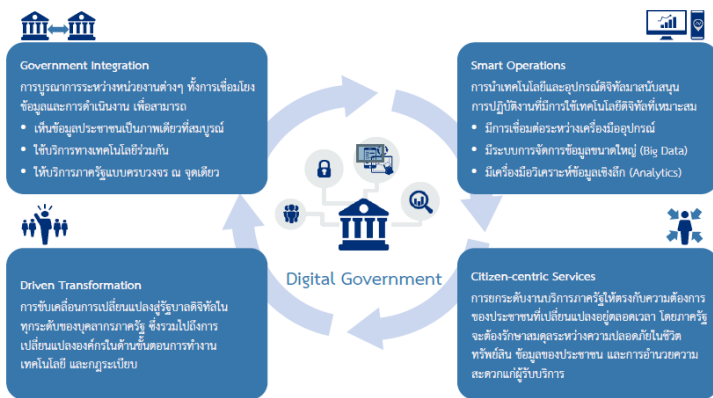 Government Integration
การบูรณาการระหว่างหน่วยงานต่างๆ ทั้งการเชื่อมโยง
ข้อมูลและการดำเนินงาน เพื่อสามารถ
• เห็นข้อมูลประชาชนเป็นภาพเดียวที่สมบูรณ์
• ใช้บริการทางเทคโนโลยีร่วมกัน
• ให้บริการภาครัฐแบบครบวงจร ณ จุดเดียว
Smart Operations
การนำเทคโนโลยีและอุปกรณ์ดิจิทัลมาสนับสนุน
การปฏิบัติงานที่มีการใช้เทคโนโลยีดิจิทัลที่เหมาะสม
• มีการเชื่อมต่อระหว่างเครื่องมืออุปกรณ์
• มีระบบการจัดการข้อมูลขนาดใหญ่ (Big Data)
• มีเครื่องมือวิเคราะห์ข้อมูลเชิงลึก (Analytics)
Digital Government
Driven Transformation
การขับเคลื่อนการเปลี่ยนแปลงสู่รัฐบาลดิจิทัลใน
ทุกระดับของบุคลากรภาครัฐ ซึ่งรวมไปถึงการ
เปลี่ยนแปลงองค์กรในด้านขั้นตอนการทำงาน
เทคโนโลยี และกฎระเบียบ
Citizen-centric Services
การยกระดับงานบริการภาครัฐให้ตรงกับความต้องการ
ของประชาชนที่เปลี่ยนแปลงอยู่ตลอดเวลา โดยภาครัฐ
จะต้องรักษาสมดุลระหว่างความปลอดภัยในชีวิต
ทรัพย์สิน ข้อมูลของประชาชน และการอำนวยความ
สะดวกแก่ผู้รับบริการ